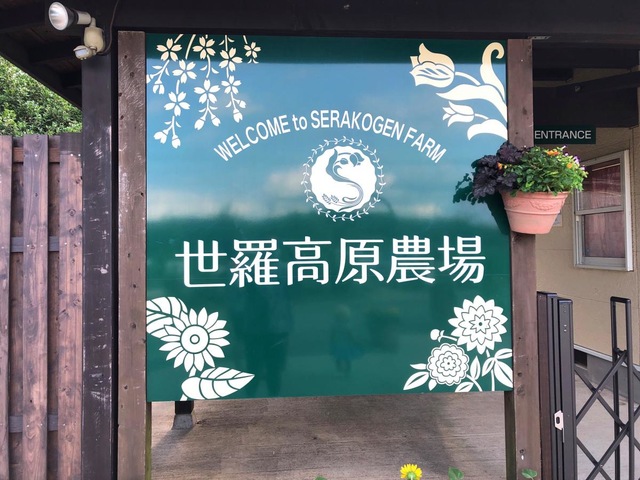 WELCOME to SERAKOGEN FARM
世羅高原農場
ENTRANCE